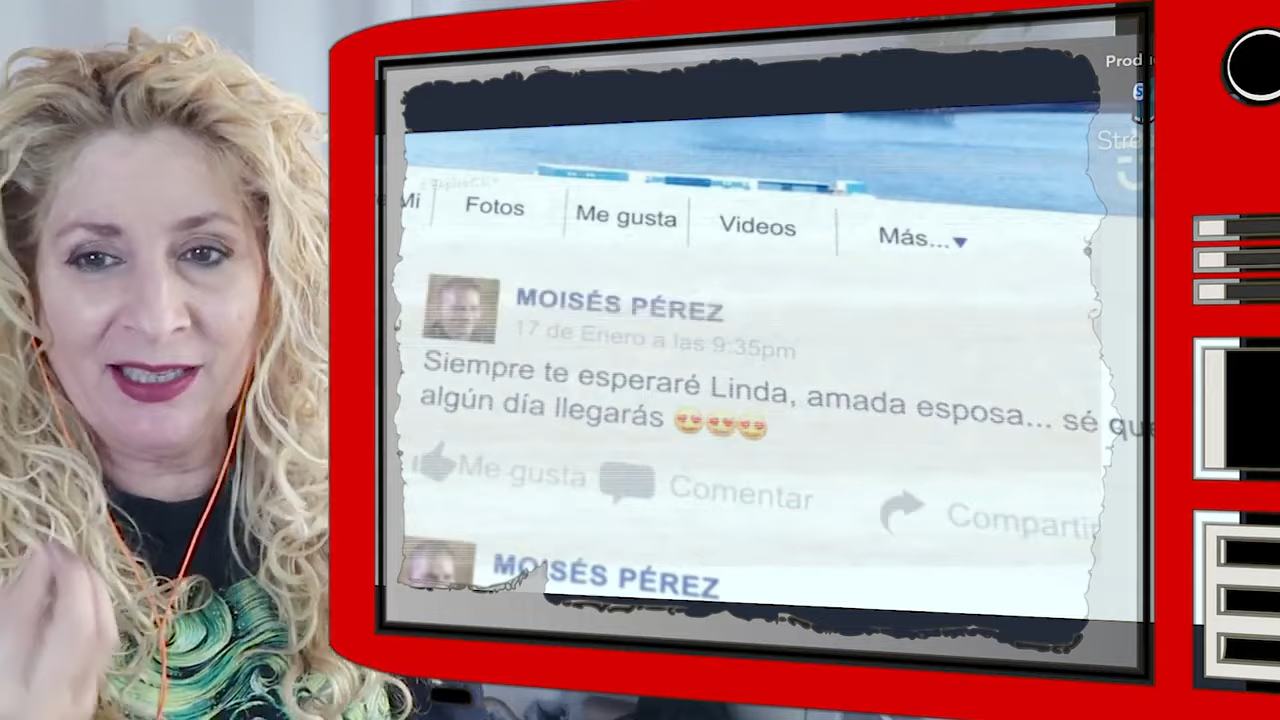 Prod
Stre
Mi Fotos Me gusta Videos Más...
MOISÉS PÉREZ
17 de Enero a las 9:35pm
Siempre te esperaré Linda, amada esposa... sé que
algún día llegarás 😍😍😍
Me gusta Comentar Compartir
MOISÉS PÉREZ